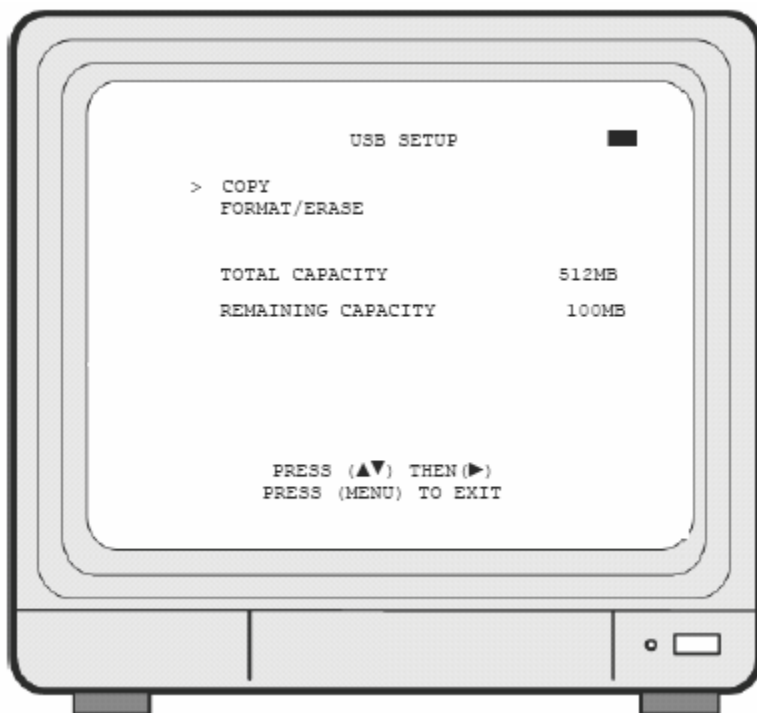 USB SETUP
> COPY
FORMAT/ERASE
TOTAL CAPACITY 512MB
REMAINING CAPACITY 100MB
PRESS (▲▼) THEN(▶)
PRESS (MENU) TO EXIT